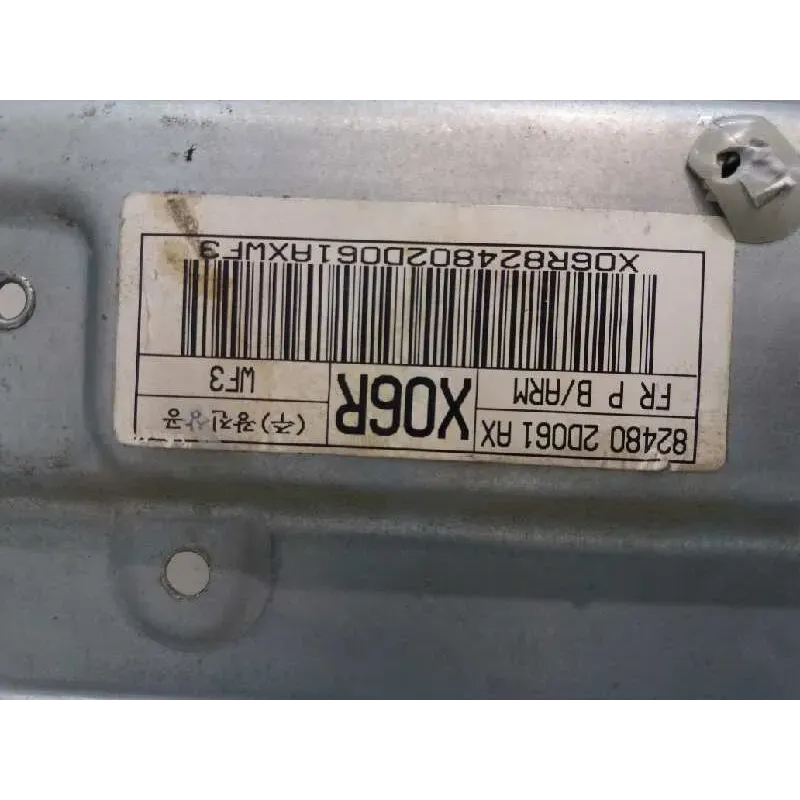 82480 2D061 AX
X06R
(주)광진상공
FR P B/ARM
WF3
X06R824802D061AXWF3